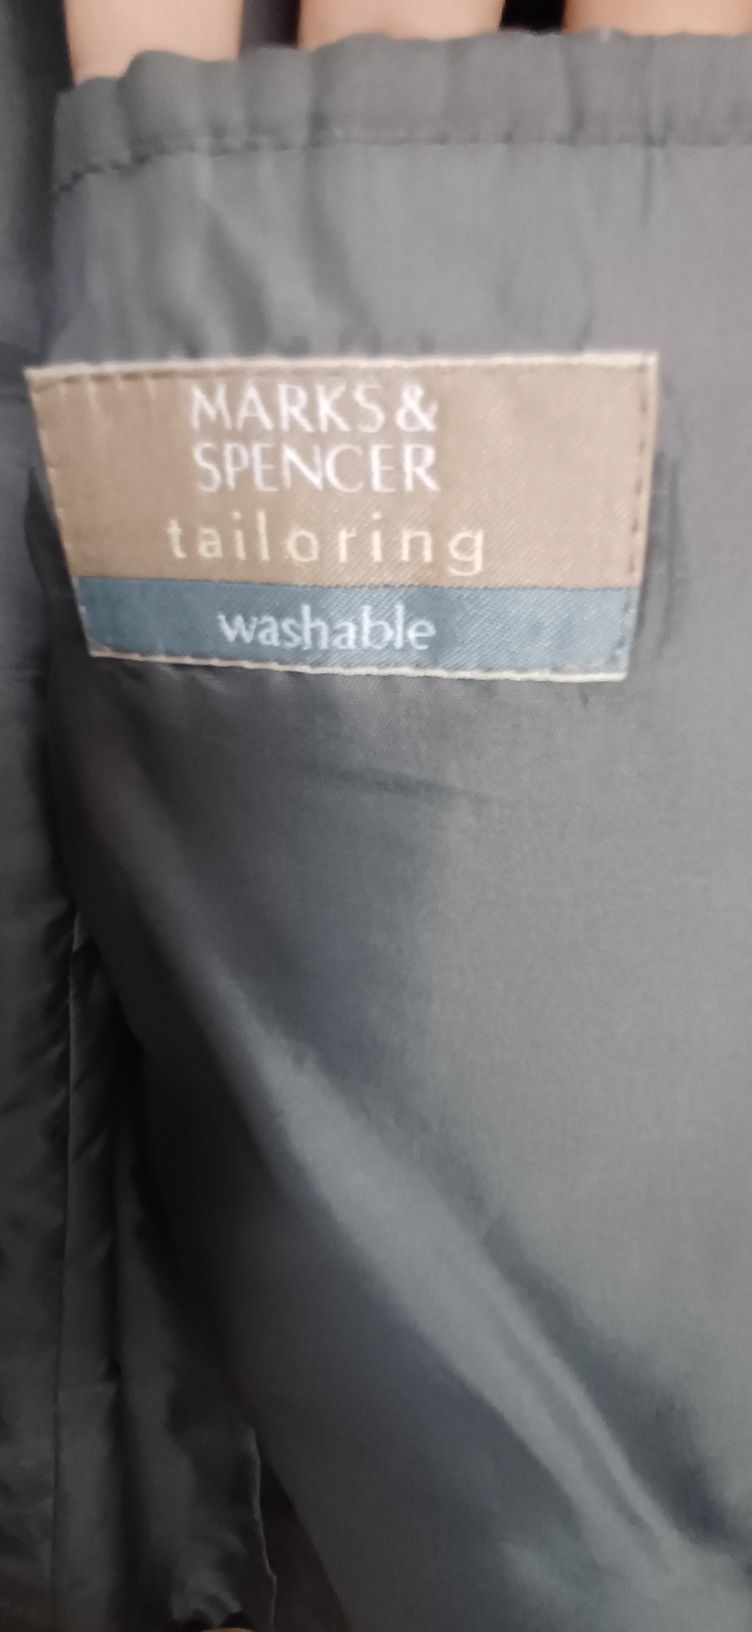 MARKS &
SPENCER
tailoring
washable